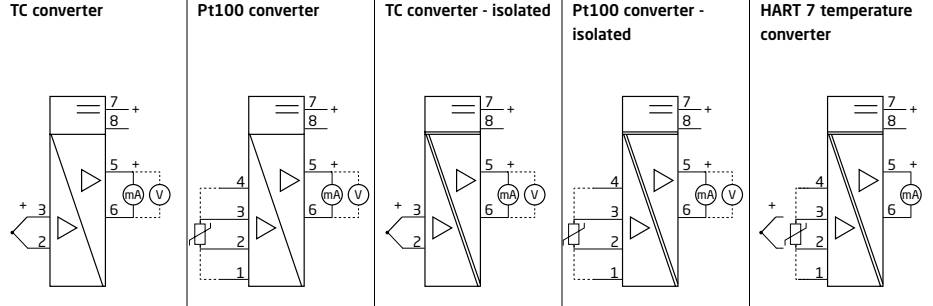 TC converter
7 +
8
5 +
mA V
6
+ 3
2
Pt100 converter
7 +
8
5 +
4
mA V
3 6
2
1
TC converter - isolated
7 +
8
5 +
mA V
+ 3 6
2
Pt100 converter -
isolated
7 +
8
5 +
4
mA V
3 6
2
1
HART 7 temperature
converter
7 +
8
5 +
4
mA
+ 3 6
2
1